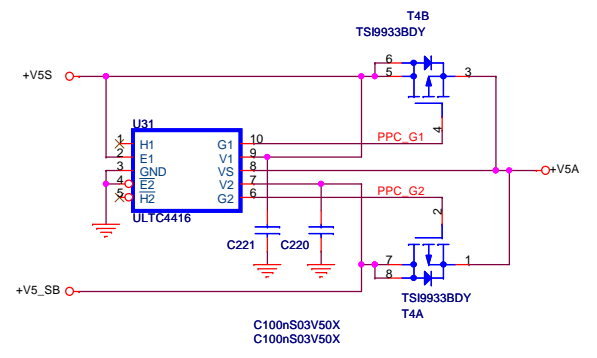 T4B
TSI9933BDY
6
5
3
+V5S
4
U31
PPC_G1
1 H1 G1 10
2 E1 V1 9
3 GND VS 8
+V5A
4 E2 V2 7
5 H2 G2 6
PPC_G2
ULTC4416
2
C221 C220
7
1
8
+V5_SB
TSI9933BDY
T4A
C100nS03V50X
C100nS03V50X